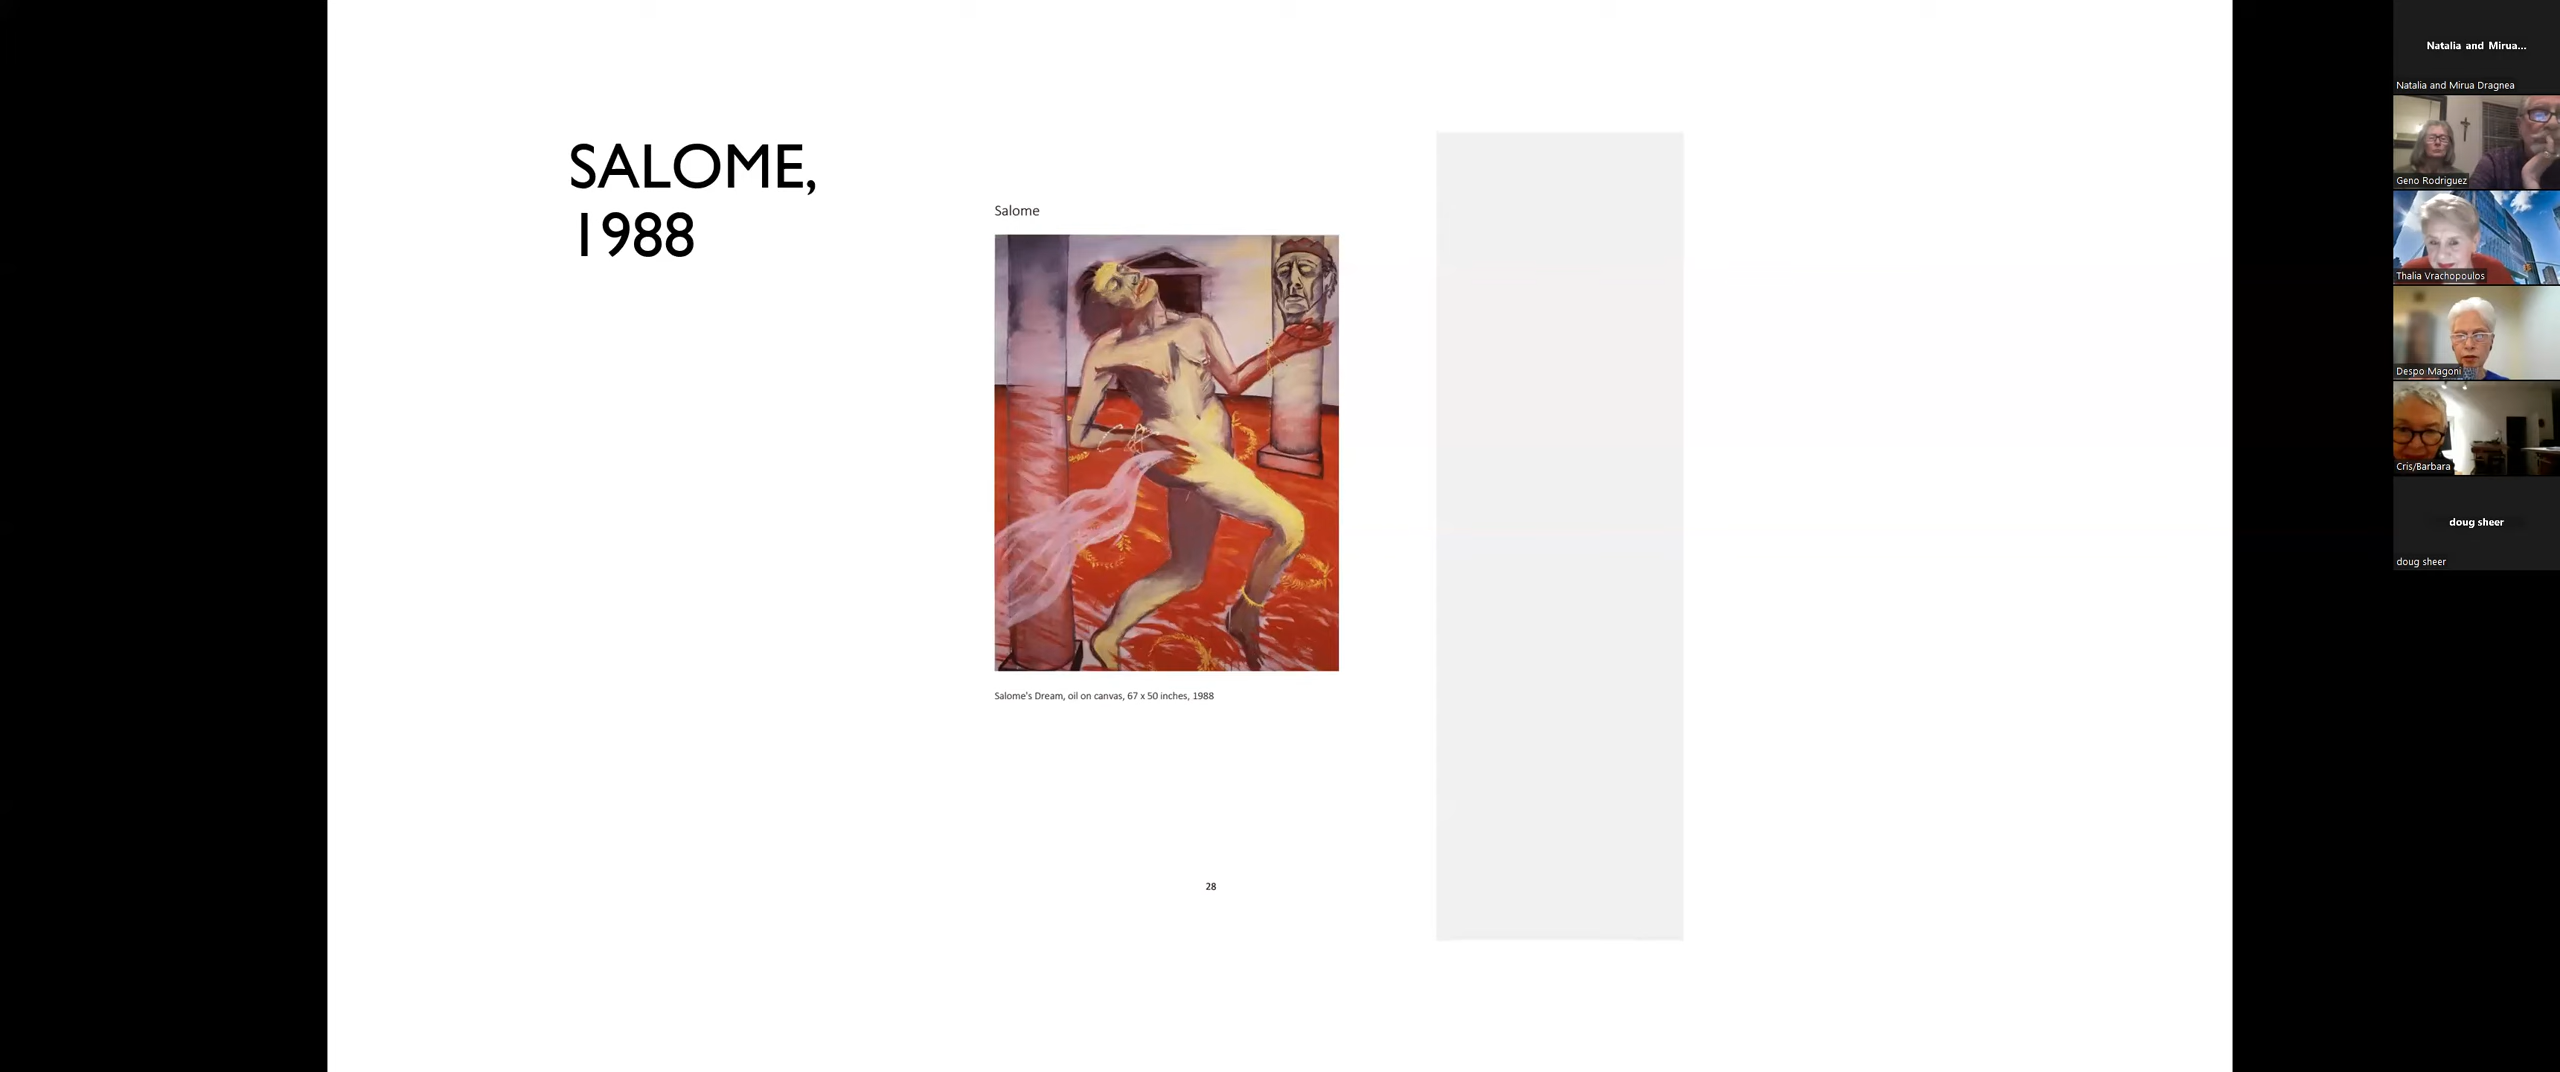 SALOME,
1988
Salome
Salome's Dream, oil on canvas, 67 x 50 inches, 1988
28
Natalia and Mirua...
Natalia and Mirua Dragnea
Geno Rodriguez
Thalia Vrachopoulos
Despo Magoni
Cris/Barbara
doug sheer
doug sheer